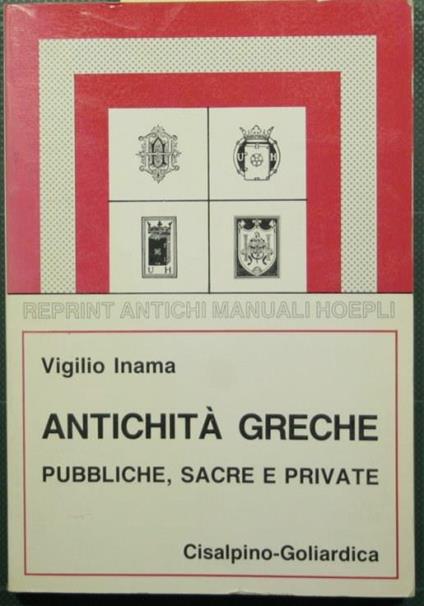 U H
U H
REPRINT ANTICHI MANUALI HOEPLI
Vigilio Inama
ANTICHITÀ GRECHE
PUBBLICHE, SACRE E PRIVATE
Cisalpino-Goliardica